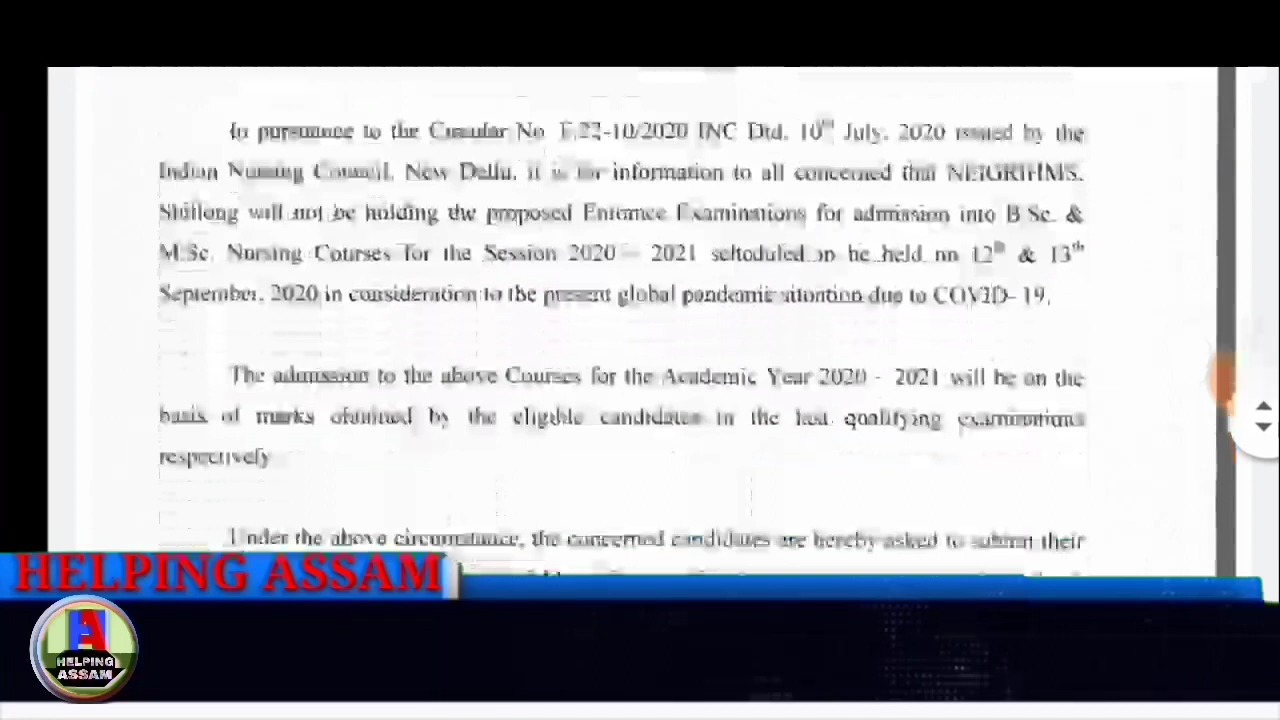 In pursuance to the Circular No F.22-10/2020 INC Dtd. 10th July, 2020 issued by the
Indian Nursing Council, New Delhi, it is for information to all concerned that NEIGRIHMS,
Shillong will not be holding the proposed Entrance Examinations for admission into B Sc. &
M.Sc. Nursing Courses for the Session 2020 – 2021 scheduled to be held on 12th & 13th
September, 2020 in consideration to the present global pandemic situation due to COVID- 19.
The admission to the above Courses for the Academic Year 2020 - 2021 will be on the
basis of marks obtained by the eligible candidates in the last qualifying examinations
respectively
Under the above circumstance, the concerned candidates are hereby asked to submit their
HELPING ASSAM
A
HELPING
ASSAM